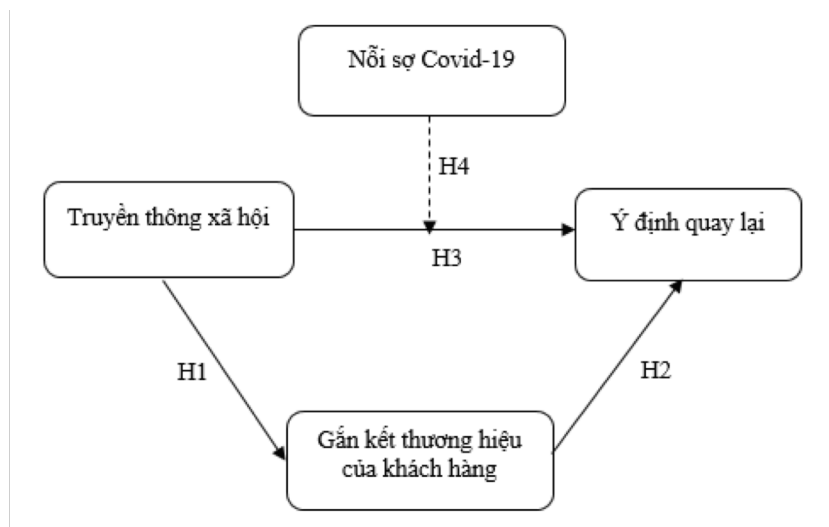 Nỗi sợ Covid-19
H4
Truyền thông xã hội
Ý định quay lại
H3
H1
H2
Gắn kết thương hiệu
của khách hàng